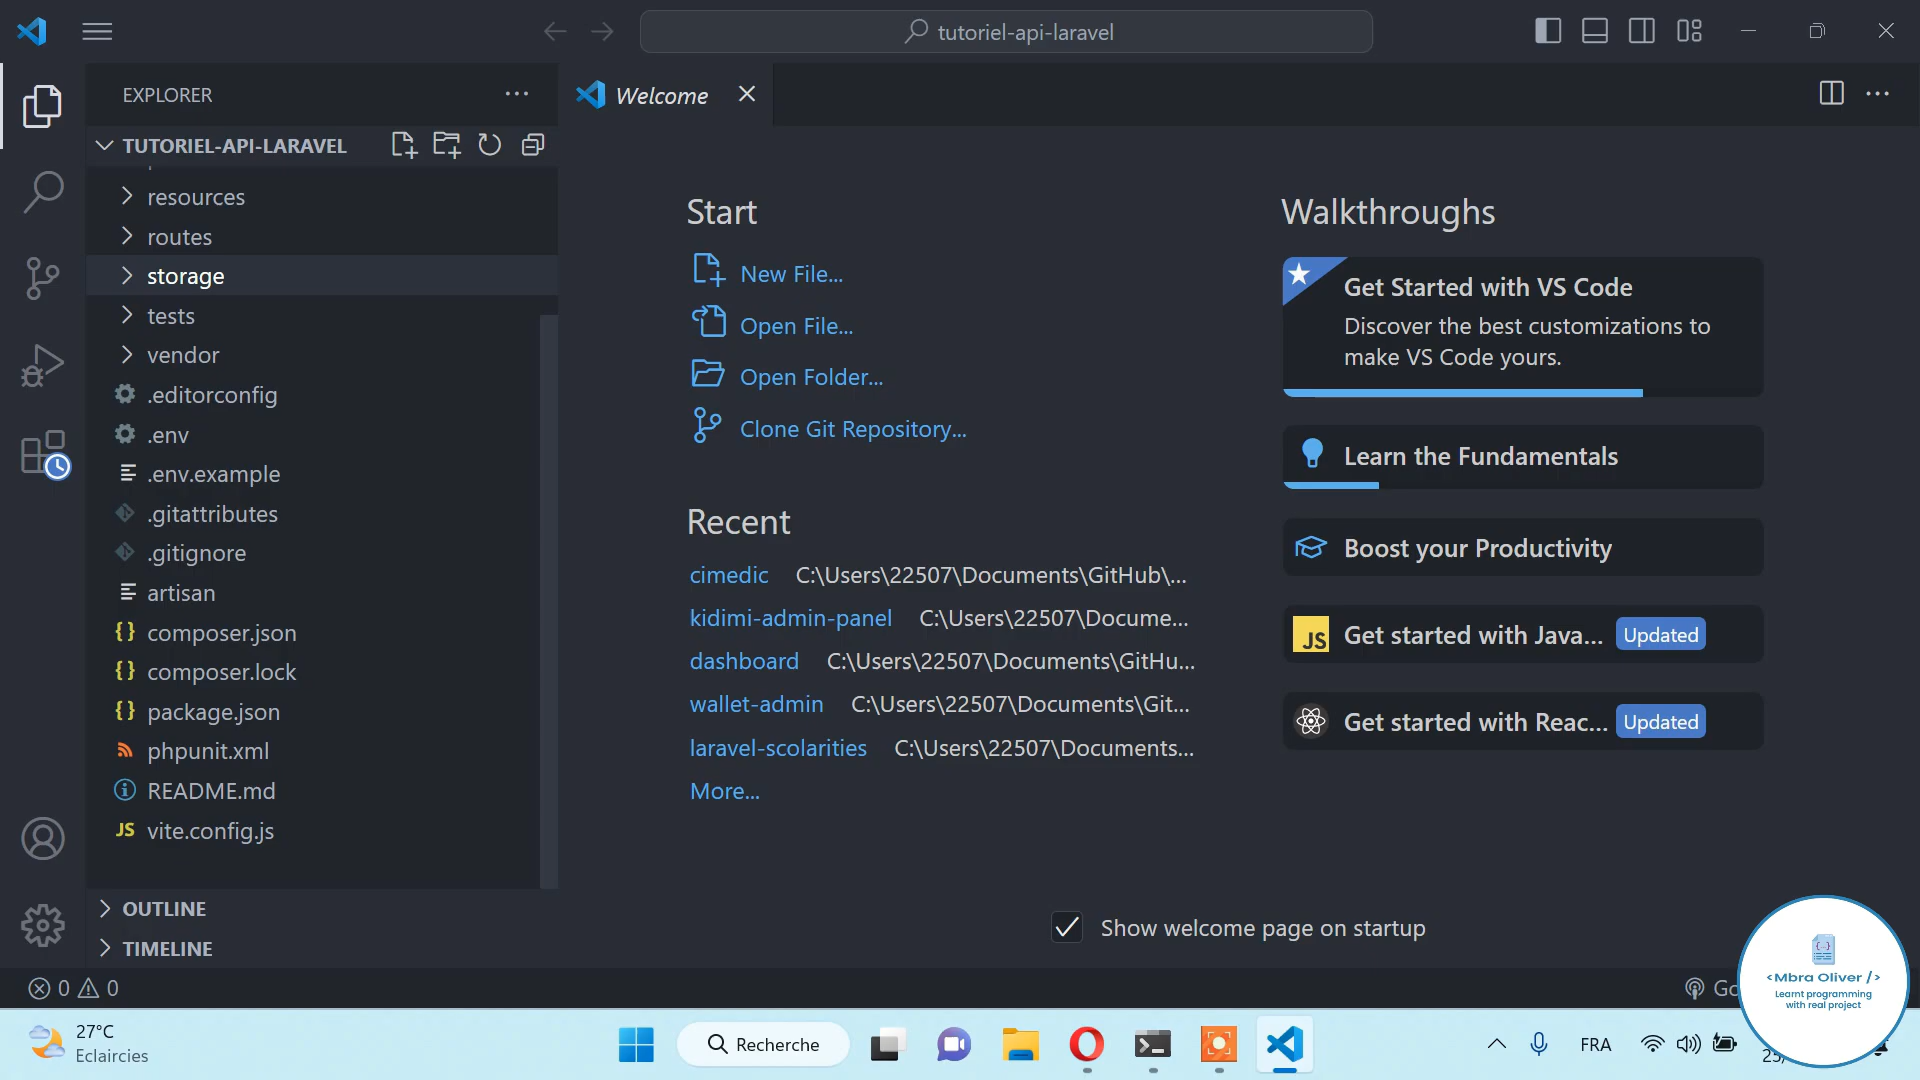 tutoriel-api-laravel
EXPLORER
Welcome
TUTORIEL-API-LARAVEL
resources
routes
storage
tests
vendor
.editorconfig
.env
.env.example
.gitattributes
.gitignore
artisan
composer.json
composer.lock
package.json
phpunit.xml
README.md
JS vite.config.js
OUTLINE
TIMELINE
Start
New File...
Open File...
Open Folder...
Clone Git Repository...
Recent
cimedic C:\Users\22507\Documents\GitHub\...
kidimi-admin-panel C:\Users\22507\Docume...
dashboard C:\Users\22507\Documents\GitHu...
wallet-admin C:\Users\22507\Documents\Git...
laravel-scolarities C:\Users\22507\Documents...
More...
Walkthroughs
Get Started with VS Code
Discover the best customizations to
make VS Code yours.
Learn the Fundamentals
Boost your Productivity
JS Get started with Java... Updated
Get started with Reac... Updated
Show welcome page on startup
0 0
<Mbra Oliver />
Learnt programming
with real project
27°C
Eclaircies
Recherche
FRA